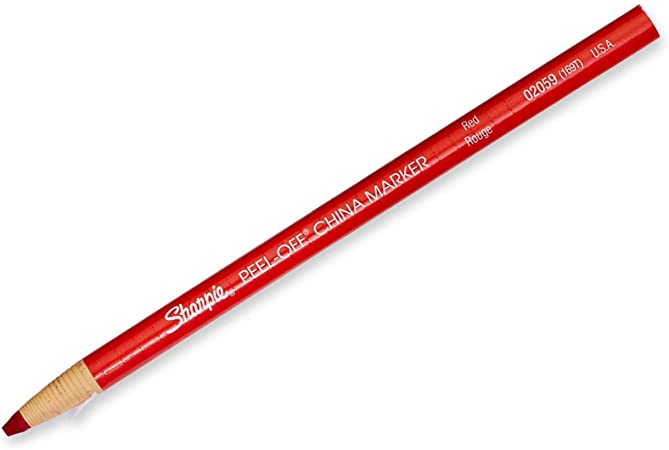 Sharpie® PEEL-OFF® CHINA MARKER
Red
Rouge
02059 (169T)
U.S.A.